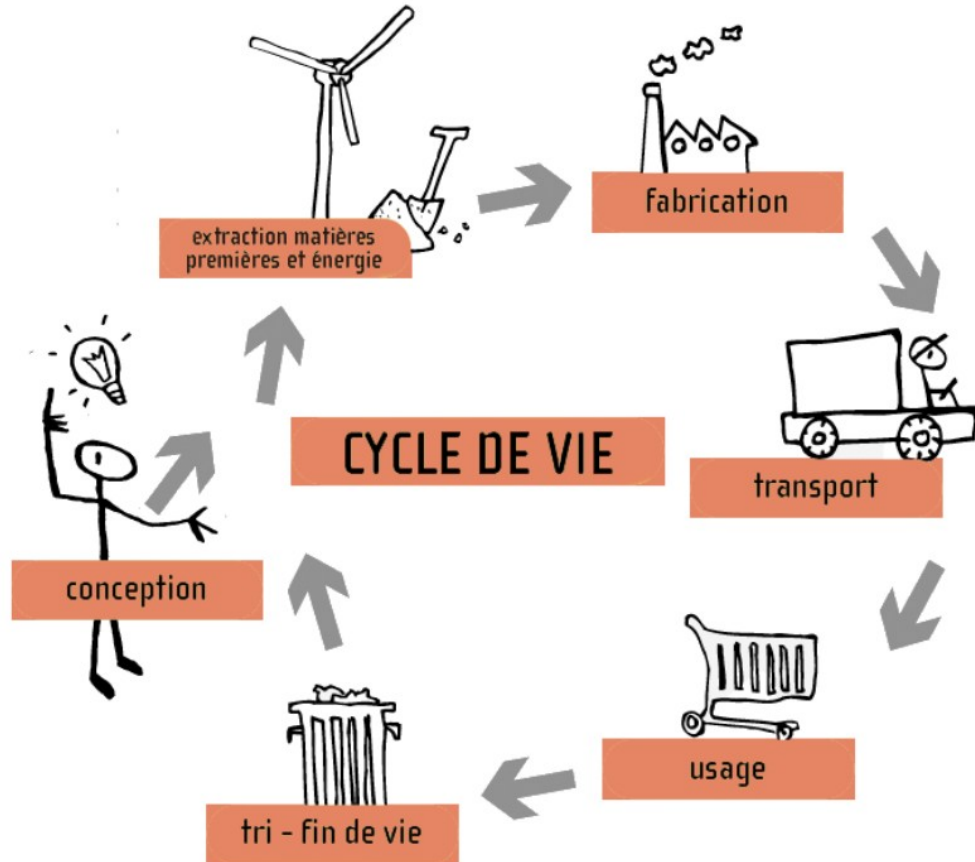 extraction matières
premières et énergie
fabrication
transport
CYCLE DE VIE
conception
usage
tri - fin de vie